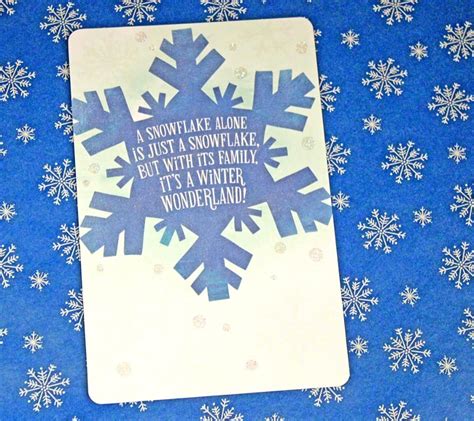 A SNOWFLAKE ALONE
IS JUST A SNOWFLAKE,
BUT WITH ITS FAMILY,
IT'S A WINTER
WONDERLAND!